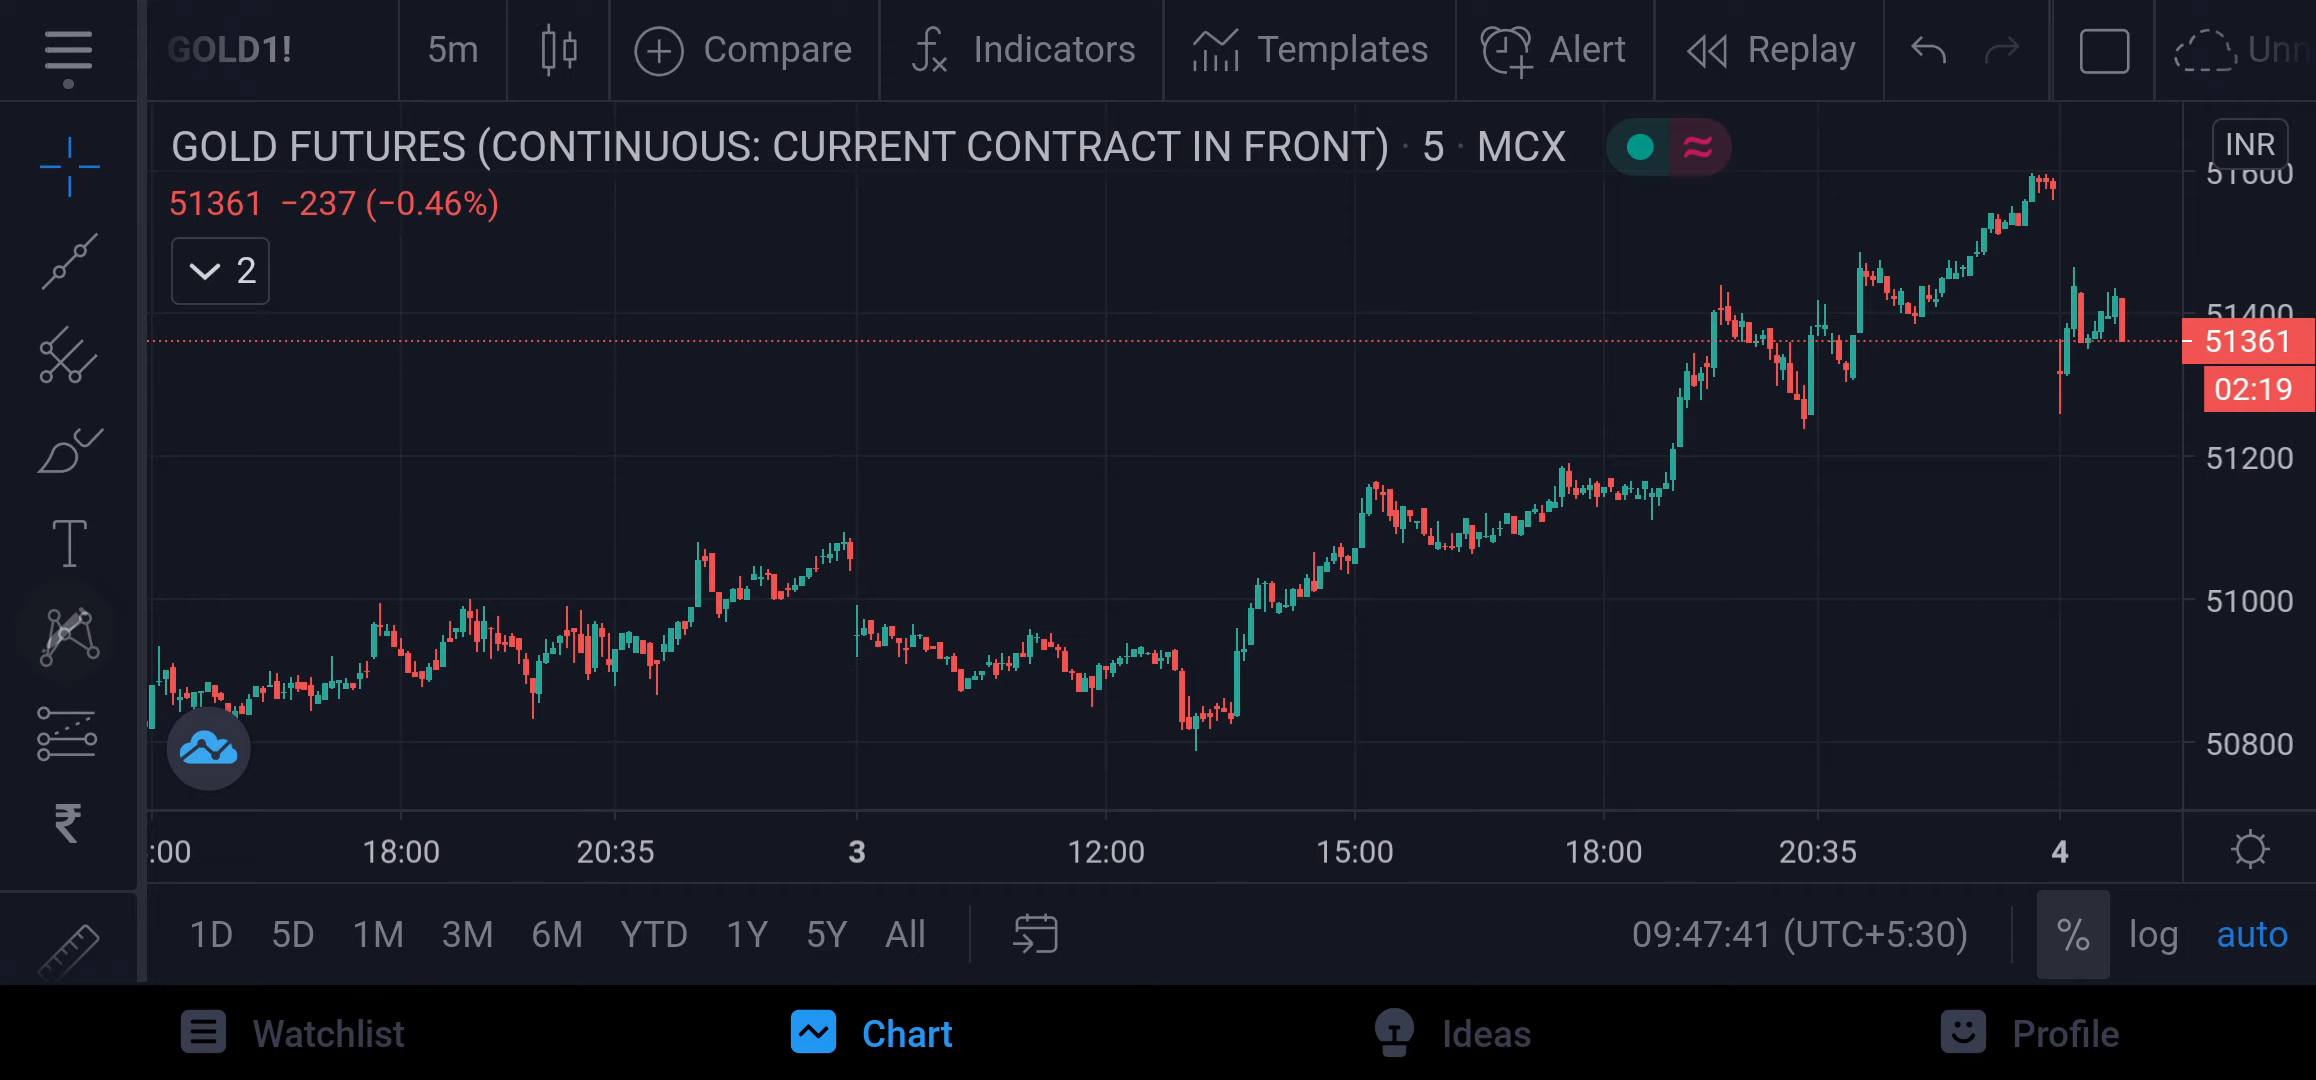 GOLD1!
5m
Compare
Indicators
Templates
Alert
Replay
Unn
GOLD FUTURES (CONTINUOUS: CURRENT CONTRACT IN FRONT) · 5 · MCX
INR
51361 −237 (−0.46%)
2
51600
51400
51361
02:19
51200
51000
50800
:00 18:00 20:35 3 12:00 15:00 18:00 20:35 4
1D 5D 1M 3M 6M YTD 1Y 5Y All
09:47:41 (UTC+5:30) % log auto
Watchlist
Chart
Ideas
Profile